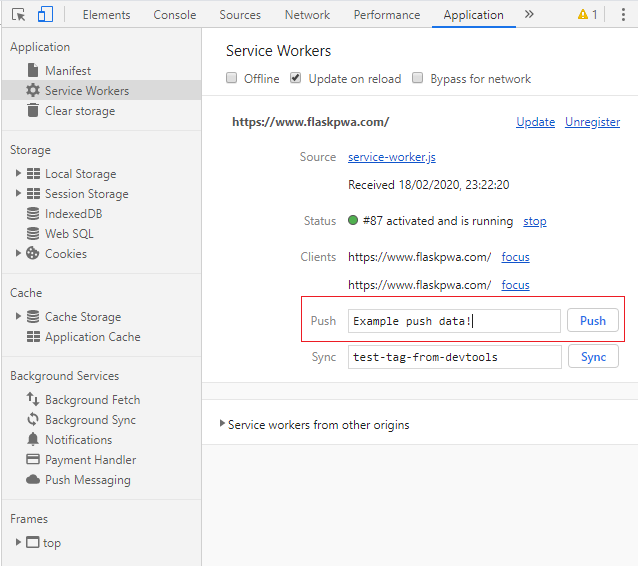 Elements Console Sources Network Performance Application » 1
Application
Manifest
Service Workers
Clear storage
Storage
Local Storage
Session Storage
IndexedDB
Web SQL
Cookies
Cache
Cache Storage
Application Cache
Background Services
Background Fetch
Background Sync
Notifications
Payment Handler
Push Messaging
Frames
top
Service Workers
Offline Update on reload Bypass for network
https://www.flaskpwa.com/ Update Unregister
Source service-worker.js
Received 18/02/2020, 23:22:20
Status #87 activated and is running stop
Clients https://www.flaskpwa.com/ focus
https://www.flaskpwa.com/ focus
Push Example push data! Push
Sync test-tag-from-devtools Sync
Service workers from other origins